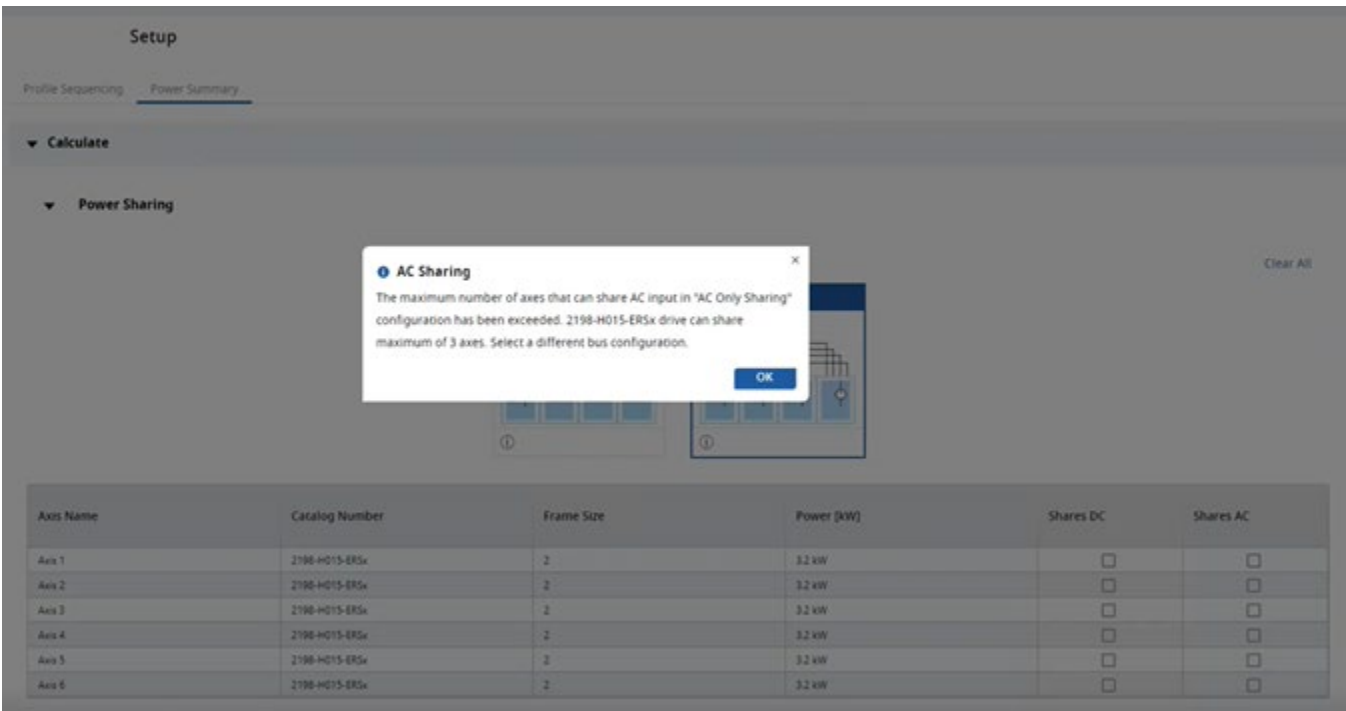 Setup
Profile Sequencing Power Summary
Calculate
Power Sharing
Clear All
AC Sharing
The maximum number of axes that can share AC input in "AC Only Sharing"
configuration has been exceeded. 2198-H015-ERSx drive can share
maximum of 3 axes. Select a different bus configuration.
OK
Axis Name Catalog Number Frame Size Power [kW] Shares DC Shares AC
Axis 1 2198-H015-ERSx 2 3.2 kW
Axis 2 2198-H015-ERSx 2 3.2 kW
Axis 3 2198-H015-ERSx 2 3.2 kW
Axis 4 2198-H015-ERSx 2 3.2 kW
Axis 5 2198-H015-ERSx 2 3.2 kW
Axis 6 2198-H015-ERSx 2 3.2 kW